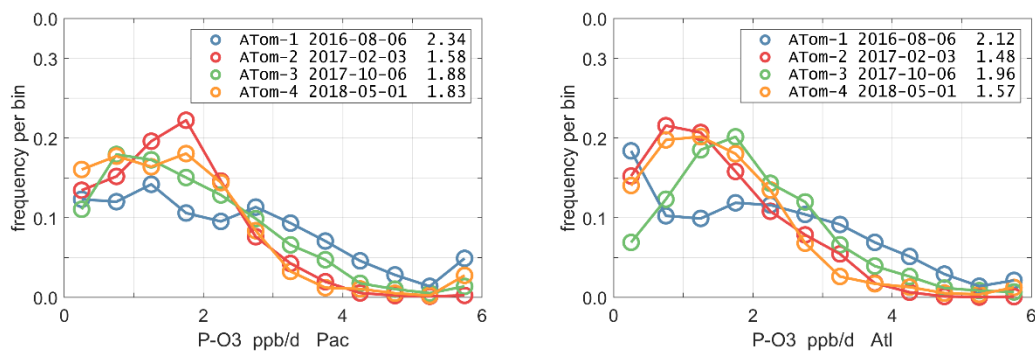 0.0
0.3
0.2
0.1
0.0
frequency per bin
ATom-1 2016-08-06 2.34
ATom-2 2017-02-03 1.58
ATom-3 2017-10-06 1.88
ATom-4 2018-05-01 1.83
0 2 4 6
P-O3 ppb/d Pac
0.0
0.3
0.2
0.1
0.0
frequency per bin
ATom-1 2016-08-06 2.12
ATom-2 2017-02-03 1.48
ATom-3 2017-10-06 1.96
ATom-4 2018-05-01 1.57
0 2 4 6
P-O3 ppb/d Atl